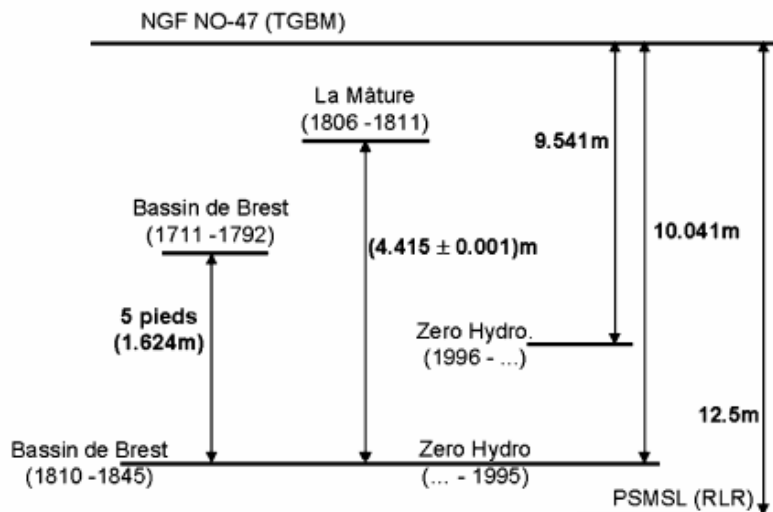 NGF NO-47 (TGBM)
La Mâture
(1806 -1811)
9.541m
Bassin de Brest
(1711 -1792)
(4.415 ± 0.001)m
10.041m
5 pieds
(1.624m)
Zero Hydro.
(1996 - ...)
12.5m
Bassin de Brest
(1810 -1845)
Zero Hydro
(... - 1995)
PSMSL (RLR)